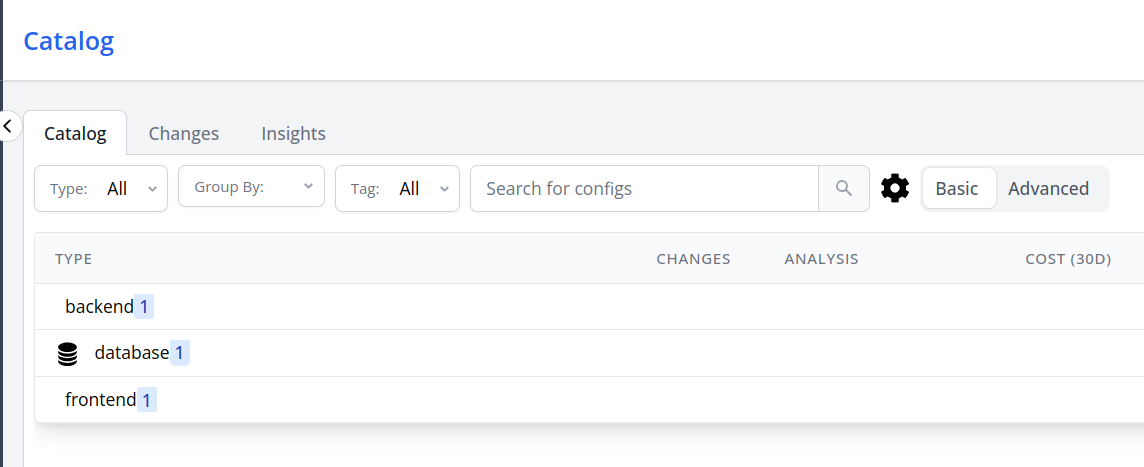 Catalog
Catalog Changes Insights
Type: All Group By: Tag: All Search for configs Basic Advanced
TYPE CHANGES ANALYSIS COST (30D)
backend 1
database 1
frontend 1